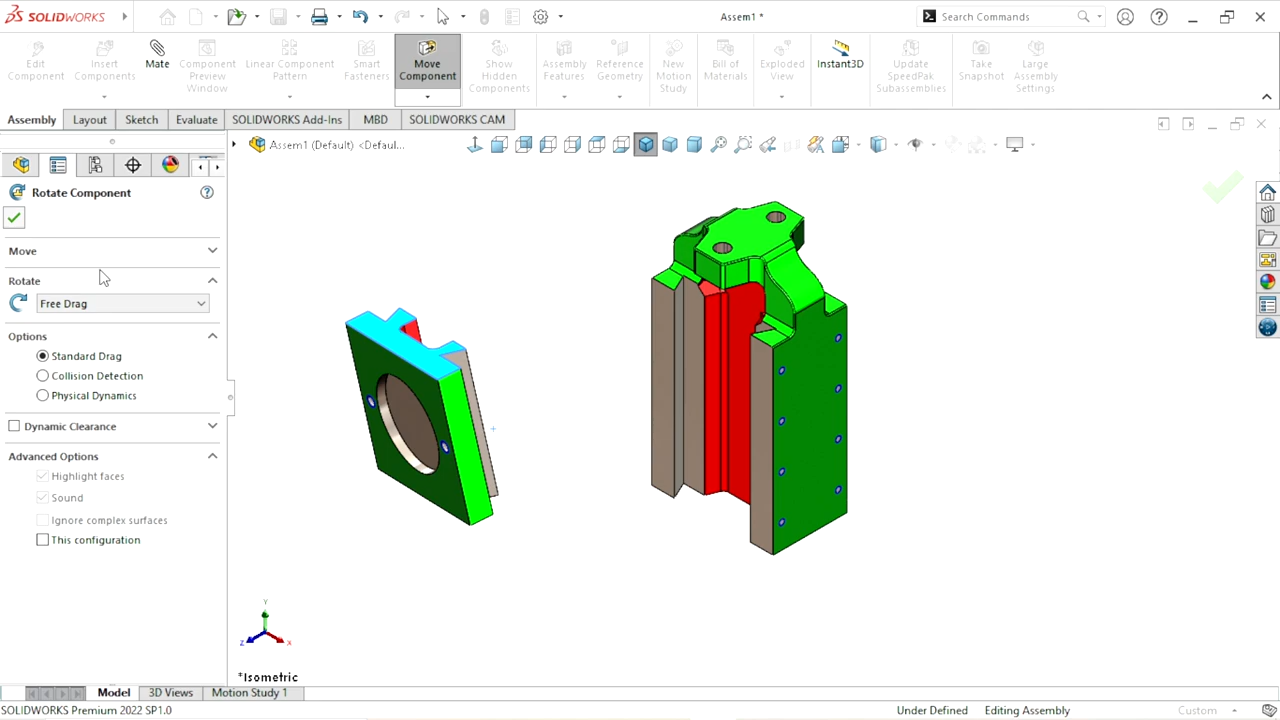 SOLIDWORKS
Assem1 *
Search Commands
Edit Component
Insert Components
Mate
Component Preview Window
Linear Component Pattern
Smart Fasteners
Move Component
Show Hidden Components
Assembly Features
Reference Geometry
New Motion Study
Bill of Materials
Exploded View
Instant3D
Update SpeedPak Subassemblies
Take Snapshot
Large Assembly Settings
Assembly
Layout
Sketch
Evaluate
SOLIDWORKS Add-Ins
MBD
SOLIDWORKS CAM
Assem1 (Default) <Defaul...
Rotate Component
Move
Rotate
Free Drag
Options
Standard Drag
Collision Detection
Physical Dynamics
Dynamic Clearance
Advanced Options
Highlight faces
Sound
Ignore complex surfaces
This configuration
Y
Z
X
*Isometric
Model
3D Views
Motion Study 1
SOLIDWORKS Premium 2022 SP1.0
Under Defined
Editing Assembly
Custom